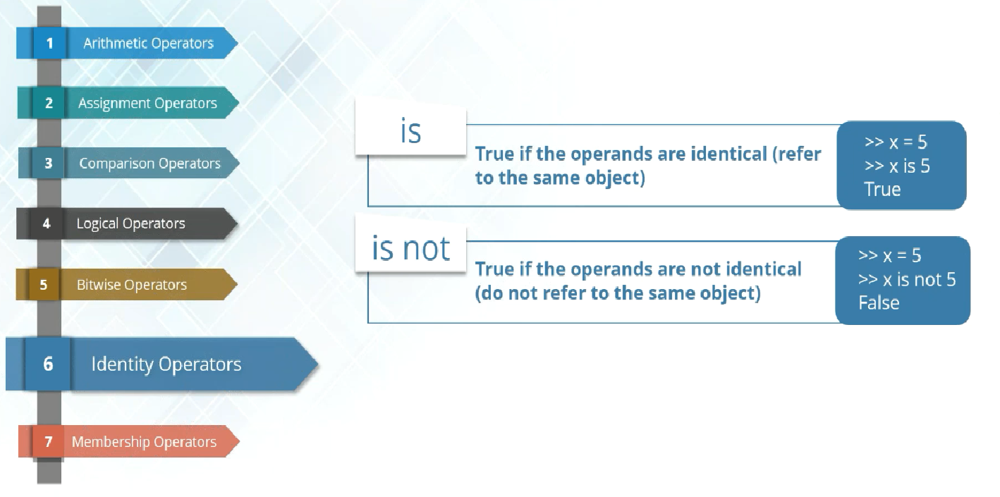 1 Arithmetic Operators
2 Assignment Operators
3 Comparison Operators
4 Logical Operators
5 Bitwise Operators
6 Identity Operators
7 Membership Operators
is
True if the operands are identical (refer
to the same object)
>> x = 5
>> x is 5
True
is not
True if the operands are not identical
(do not refer to the same object)
>> x = 5
>> x is not 5
False